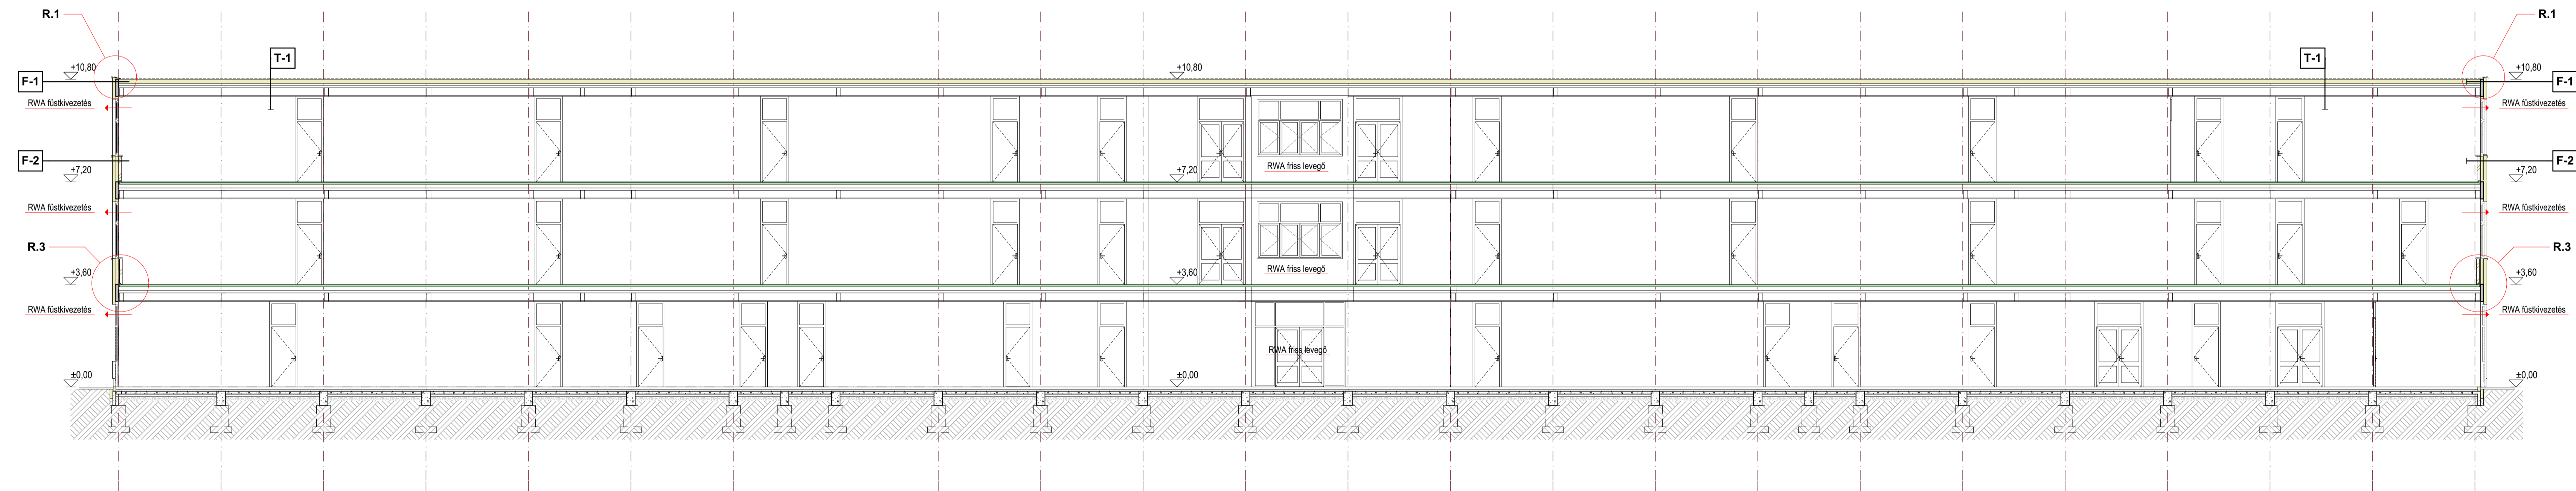 R.1
R.1
T-1
T-1
+10,80
+10,80
+10,80
F-1
F-1
RWA füstkivezetés
RWA füstkivezetés
F-2
F-2
RWA friss levegő
+7,20
+7,20
+7,20
RWA füstkivezetés
RWA füstkivezetés
R.3
R.3
RWA friss levegő
+3,60
+3,60
+3,60
RWA füstkivezetés
RWA füstkivezetés
RWA friss levegő
±0,00
±0,00
±0,00